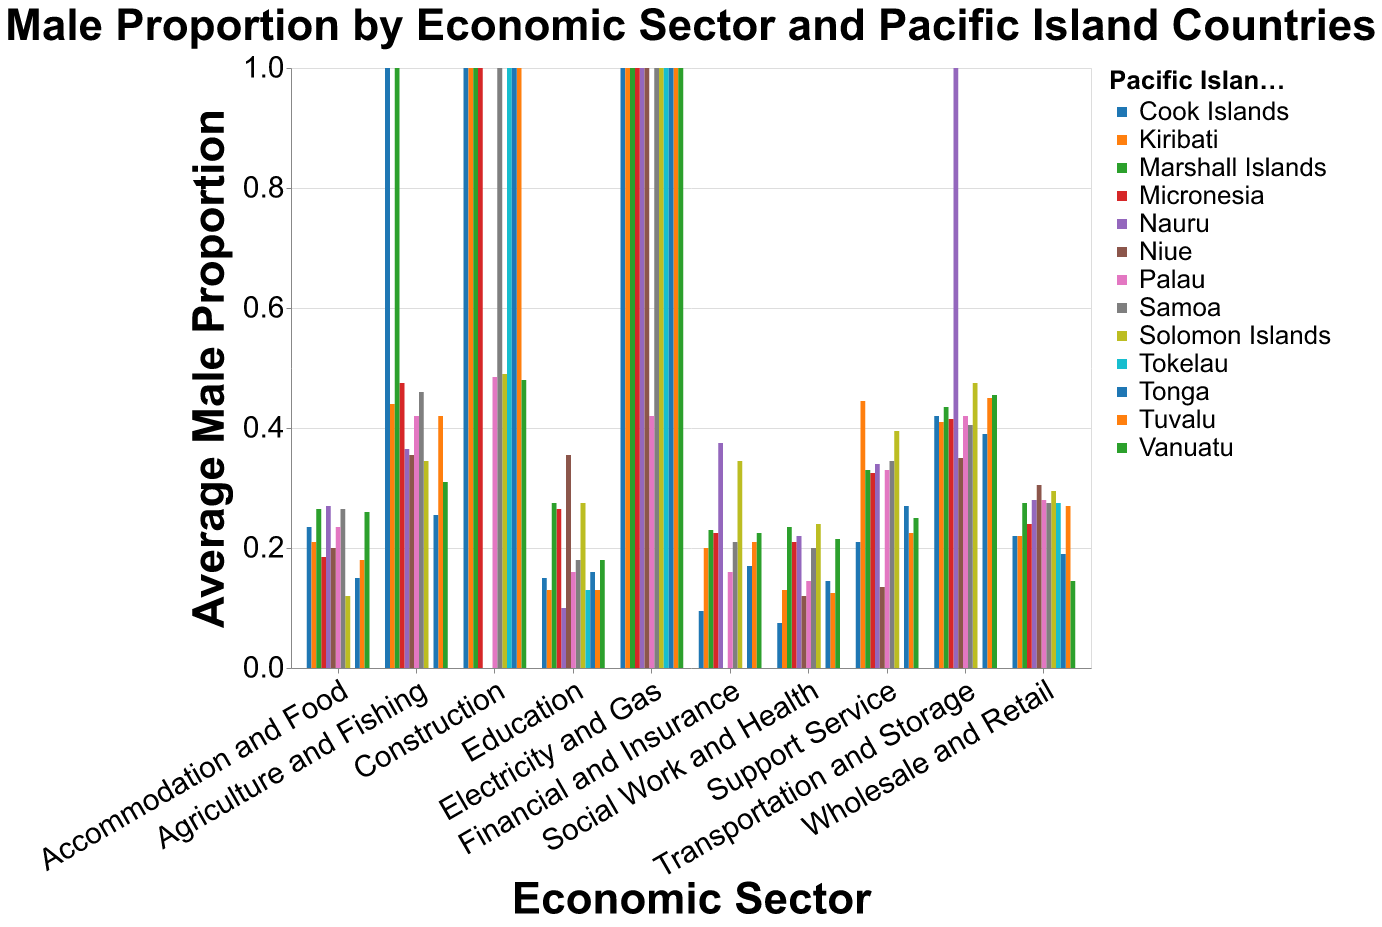 Male Proportion by Economic Sector and Pacific Island Countries
Average Male Proportion
1.0
0.8
0.6
0.4
0.2
0.0
Accommodation and Food
Agriculture and Fishing
Construction
Education
Electricity and Gas
Financial and Insurance
Social Work and Health
Support Service
Transportation and Storage
Wholesale and Retail
Economic Sector
Pacific Islan…
Cook Islands
Kiribati
Marshall Islands
Micronesia
Nauru
Niue
Palau
Samoa
Solomon Islands
Tokelau
Tonga
Tuvalu
Vanuatu